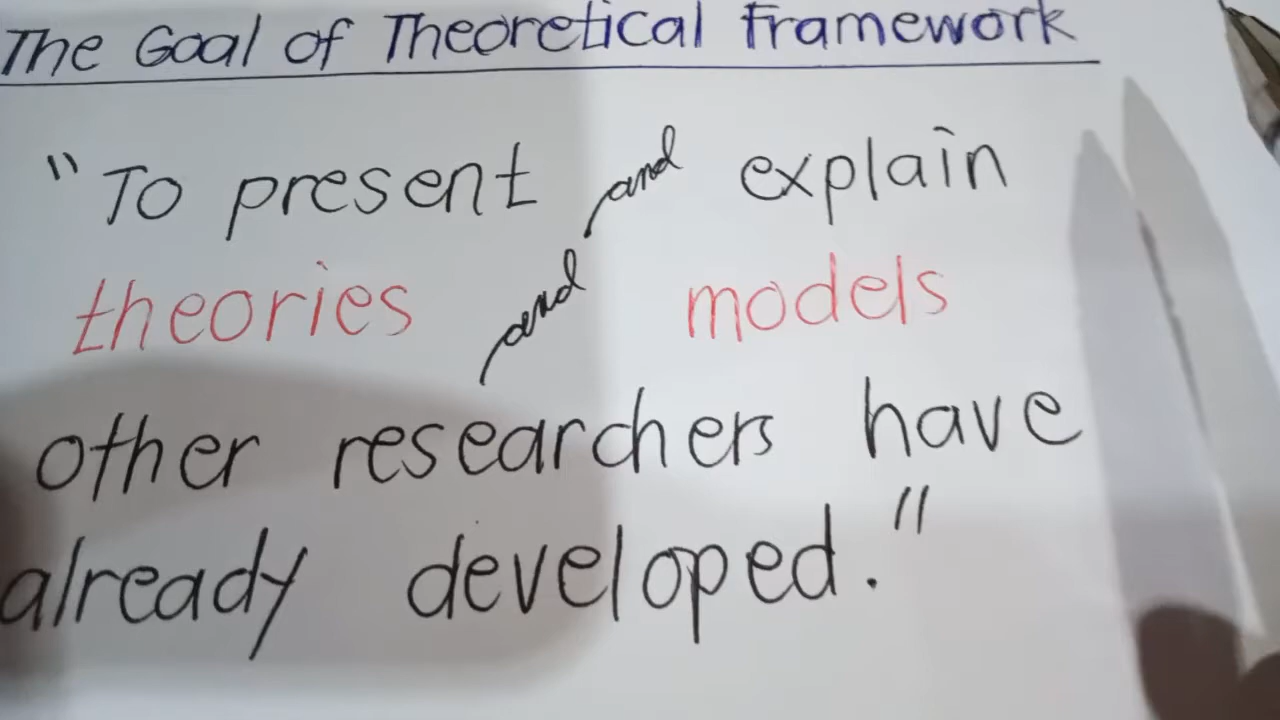 The Goal of Theoretical Framework
"To present and explain
theories and models
other researchers have
already developed."